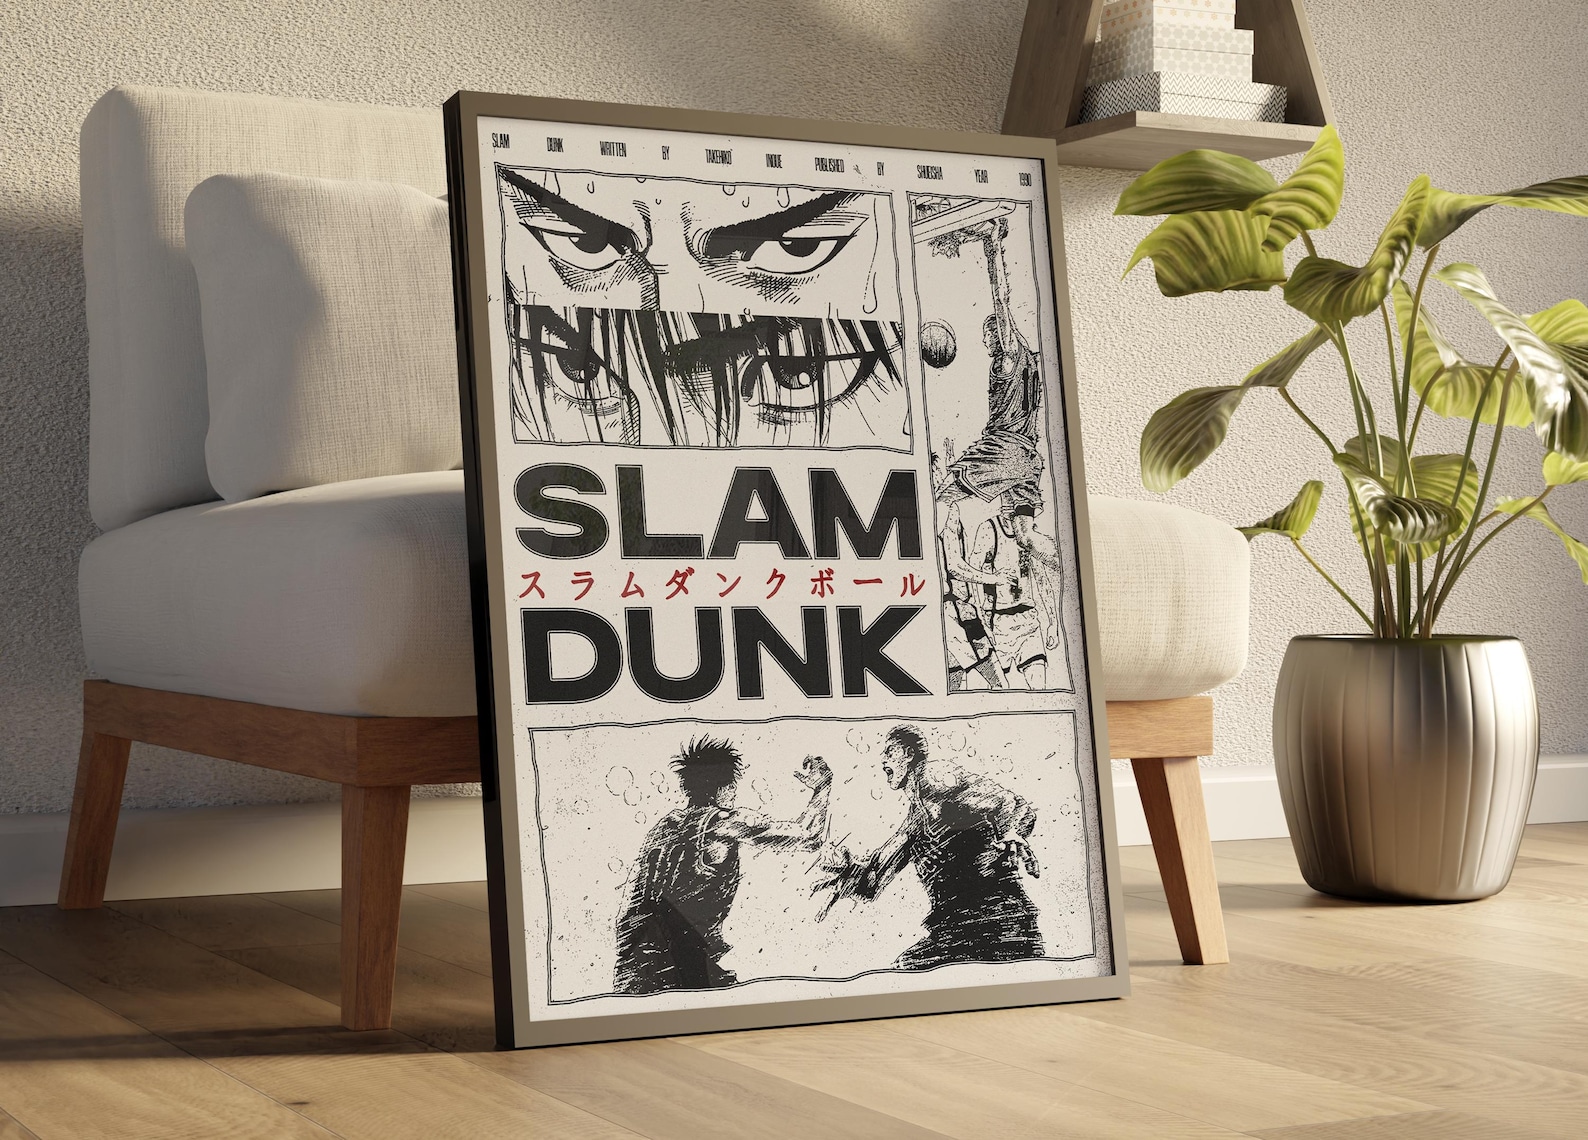 SLAM DUNK WRITTEN BY TAKEHIKO INOUE PUBLISHED BY SHUEISHA YEAR 1990
SLAM
スラムダンクボール
DUNK